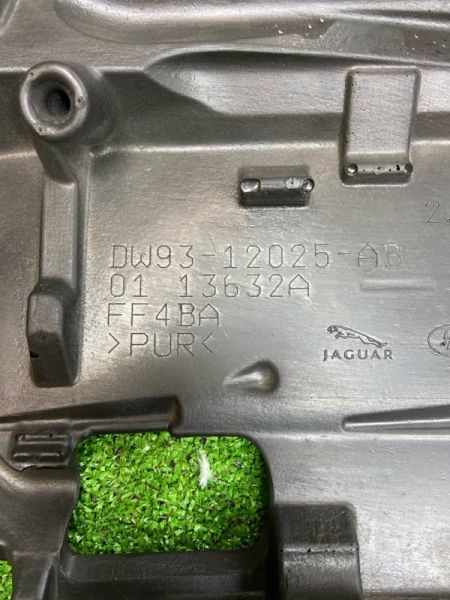 DW93-12025-AB
01 13632A
FF4BA
>PUR<
JAGUAR